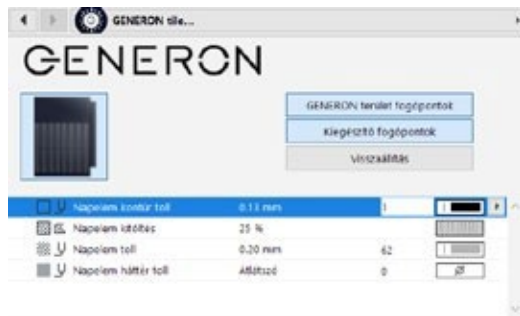 GENERON tile...
GENERON
GENERON terület fogópontok
Kiegészítő fogópontok
Visszaállítás
Napelem kontúr toll 0.13 mm 1
Napelem kitöltés 25 %
Napelem toll 0.20 mm 62
Napelem háttér toll Átlátszó 0